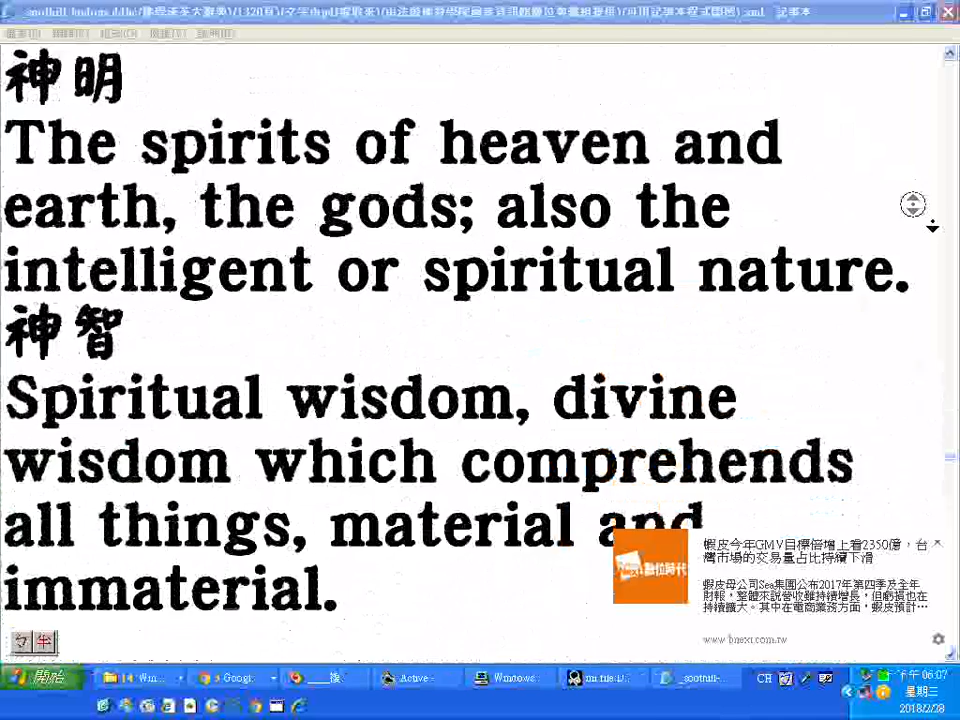 神明
The spirits of heaven and
earth, the gods; also the
intelligent or spiritual nature.
神智
Spiritual wisdom, divine
wisdom which comprehends
all things, material and
immaterial.
蝦皮今年GMV目標倍增上看2350億，台
灣市場的交易量占比持續下滑
蝦皮母公司Sea集團公布2017年第四季及全年
財報，整體來說營收雖持續增長，但虧損也在
持續擴大。其中在電商業務方面，蝦皮預計…
數位時代
www.bnext.com.tw
ㄅ 半
開始
14 Win...
3 Googl...
Active -
Windows...
CH
下午 06:07
星期三
2018/2/28